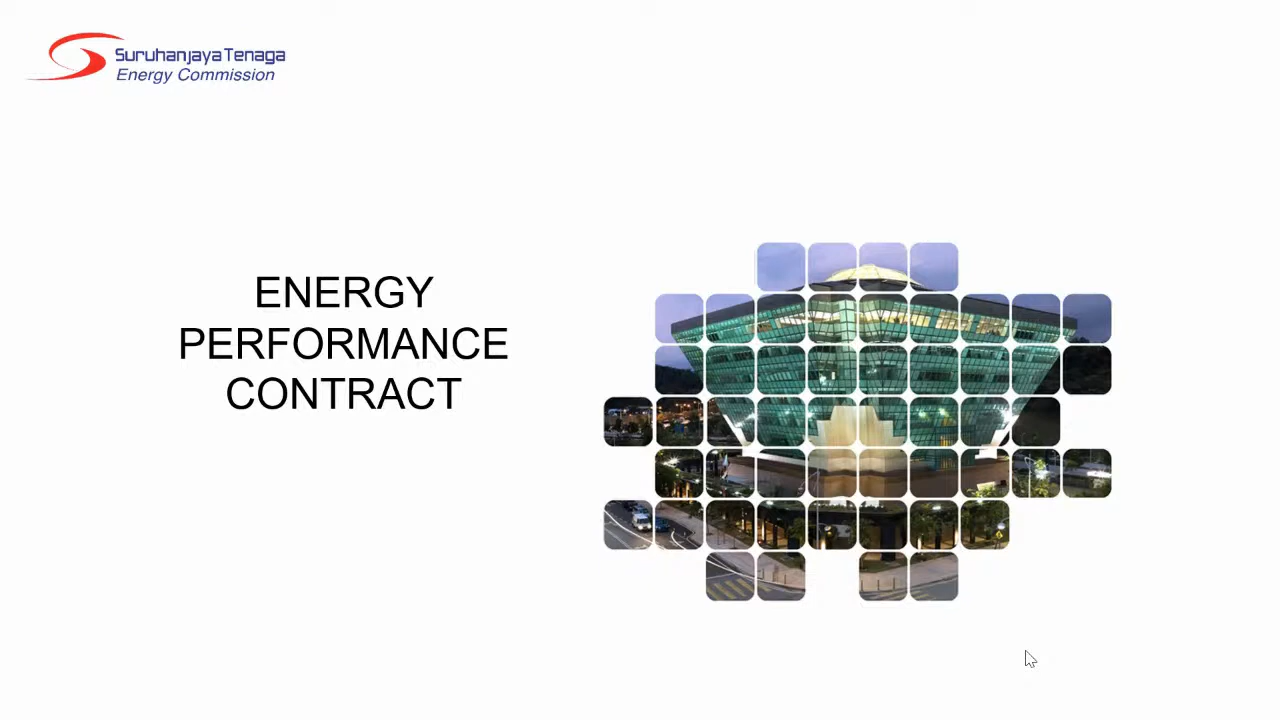 Suruhanjaya Tenaga
Energy Commission
ENERGY
PERFORMANCE
CONTRACT